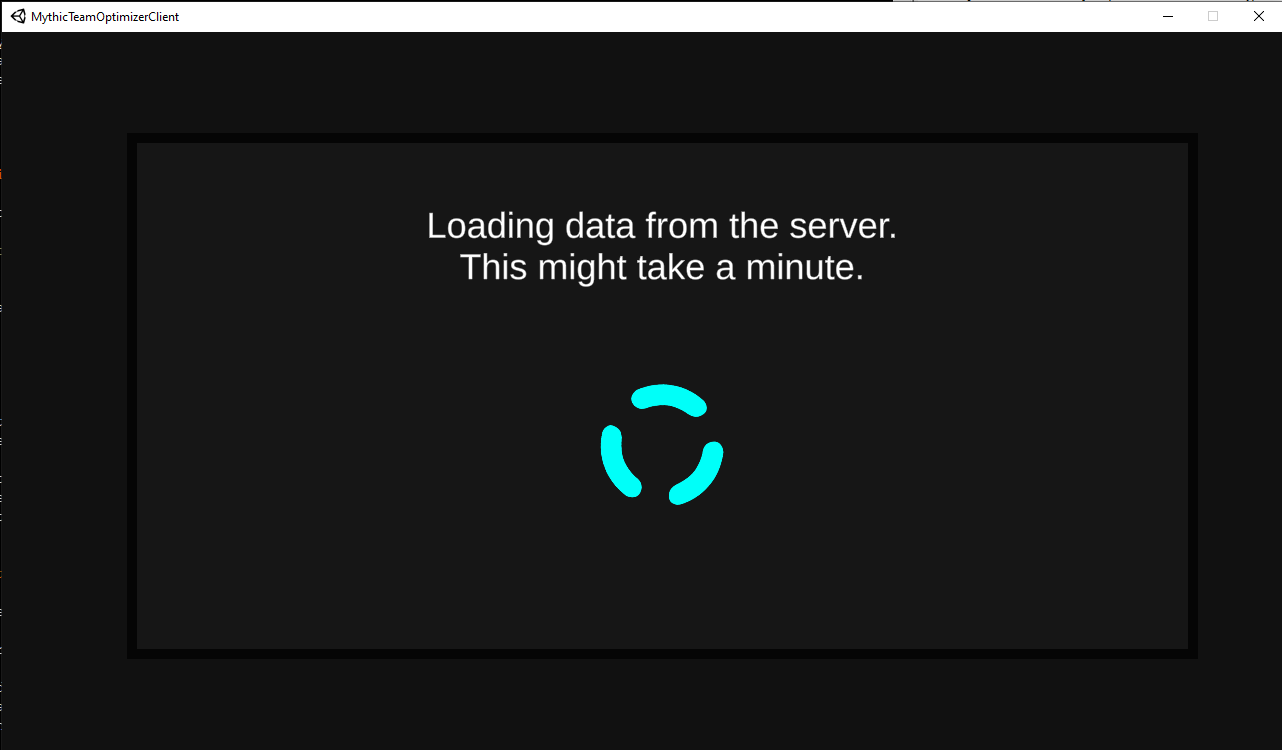 MythicTeamOptimizerClient
Loading data from the server.
This might take a minute.